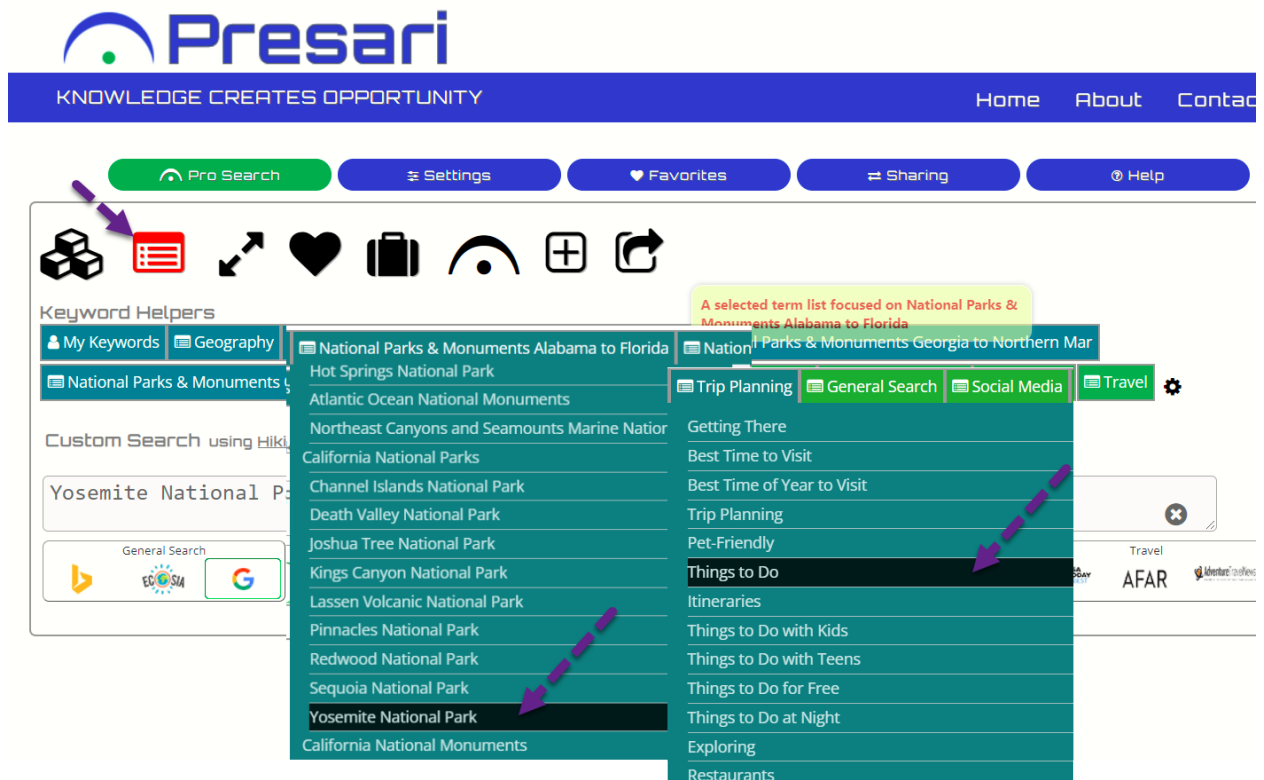 Presari
KNOWLEDGE CREATES OPPORTUNITY
Home About Contac
Pro Search Settings Favorites Sharing Help
Keyword Helpers
A selected term list focused on National Parks &
Monuments Alabama to Florida
My Keywords Geography National Parks & Monuments Alabama to Florida Nation Parks & Monuments Georgia to Northern Mar
National Parks & Monuments
Trip Planning General Search Social Media Travel
Custom Search using Hiki
Yosemite National P
General Search
ECOSIA G
Hot Springs National Park
Atlantic Ocean National Monuments
Northeast Canyons and Seamounts Marine Nation
California National Parks
Channel Islands National Park
Death Valley National Park
Joshua Tree National Park
Kings Canyon National Park
Lassen Volcanic National Park
Pinnacles National Park
Redwood National Park
Sequoia National Park
Yosemite National Park
California National Monuments
Getting There
Best Time to Visit
Best Time of Year to Visit
Trip Planning
Pet-Friendly
Things to Do
Itineraries
Things to Do with Kids
Things to Do with Teens
Things to Do for Free
Things to Do at Night
Exploring
Restaurants
Travel
AFAR